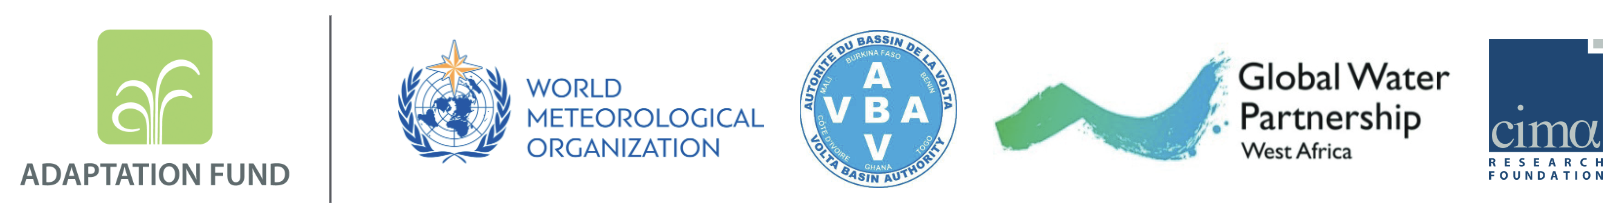 ADAPTATION FUND
WORLD
METEOROLOGICAL
ORGANIZATION
AUTORITE DU BASSIN DE LA VOLTA
BURKINA FASO
MALI
BENIN
A
VBA
V
CÔTE D'IVOIRE
TOGO
GHANA
VOLTA BASIN AUTHORITY
Global Water
Partnership
West Africa
cima
RESEARCH
FOUNDATION